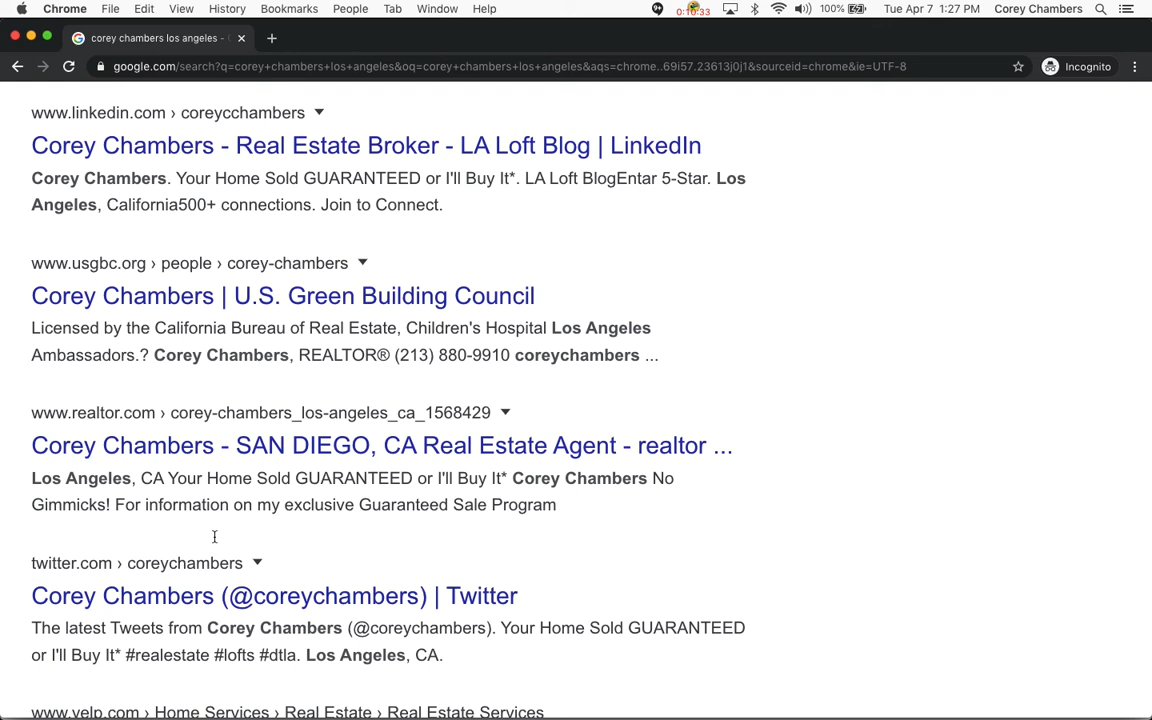 Chrome File Edit View History Bookmarks People Tab Window Help 100% Tue Apr 7 1:27 PM Corey Chambers
corey chambers los angeles -
google.com/search?q=corey+chambers+los+angeles&oq=corey+chambers+los+angeles&aqs=chrome..69i57.23613j0j1&sourceid=chrome&ie=UTF-8 Incognito
www.linkedin.com › coreycchambers
Corey Chambers - Real Estate Broker - LA Loft Blog | LinkedIn
Corey Chambers. Your Home Sold GUARANTEED or I'll Buy It*. LA Loft BlogEntar 5-Star. Los
Angeles, California500+ connections. Join to Connect.
www.usgbc.org › people › corey-chambers
Corey Chambers | U.S. Green Building Council
Licensed by the California Bureau of Real Estate, Children's Hospital Los Angeles
Ambassadors.? Corey Chambers, REALTOR® (213) 880-9910 coreychambers ...
www.realtor.com › corey-chambers_los-angeles_ca_1568429
Corey Chambers - SAN DIEGO, CA Real Estate Agent - realtor ...
Los Angeles, CA Your Home Sold GUARANTEED or I'll Buy It* Corey Chambers No
Gimmicks! For information on my exclusive Guaranteed Sale Program
twitter.com › coreychambers
Corey Chambers (@coreychambers) | Twitter
The latest Tweets from Corey Chambers (@coreychambers). Your Home Sold GUARANTEED
or I'll Buy It* #realestate #lofts #dtla. Los Angeles, CA.
www.yelp.com › Home Services › Real Estate › Real Estate Services